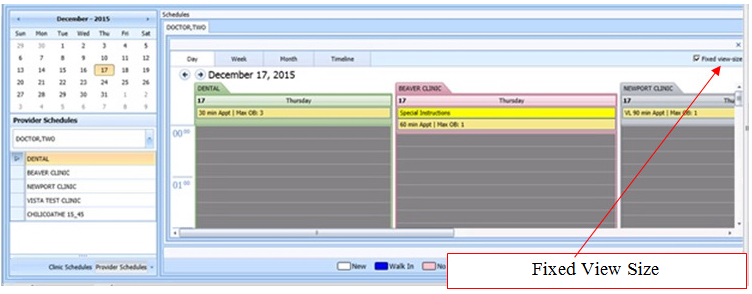 December - 2015
Sun Mon Tue Wed Thu Fri Sat
29 30 1 2 3 4 5
6 7 8 9 10 11 12
13 14 15 16 17 18 19
20 21 22 23 24 25 26
27 28 29 30 31 1 2
3 4 5 6 7 8 9
Provider Schedules
DOCTOR,TWO
DENTAL
BEAVER CLINIC
NEWPORT CLINIC
VISTA TEST CLINIC
CHILICOATHE 15_45
Clinic Schedules Provider Schedules
Schedules
DOCTOR,TWO
Day Week Month Timeline
Fixed view-size
December 17, 2015
DENTAL BEAVER CLINIC NEWPORT CLINIC
17 Thursday 17 Thursday 17 Thur
30 min Appt | Max OB: 3 Special Instructions VL 90 min Appt | Max OB: 1
60 min Appt | Max OB: 1
00 00
01 00
New Walk In No
Fixed View Size